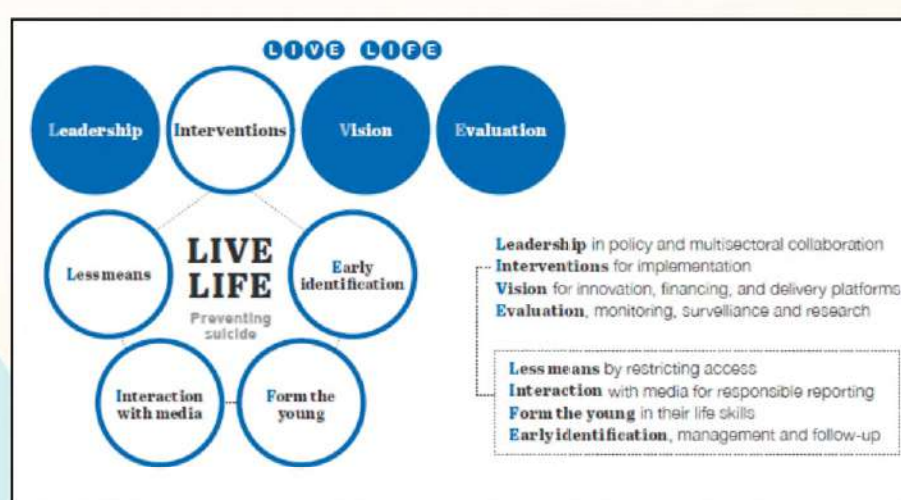 LIVE LIFE
Leadership
Interventions
Vision
Evaluation
Less means
LIVE
LIFE
Preventing
suicide
Early
identification
Interaction
with media
Form the
young
Leadership in policy and multisectoral collaboration
Interventions for implementation
Vision for innovation, financing, and delivery platforms
Evaluation, monitoring, survelliance and research
Less means by restricting access
Interaction with media for responsible reporting
Form the young in their life skills
Early identification, management and follow-up